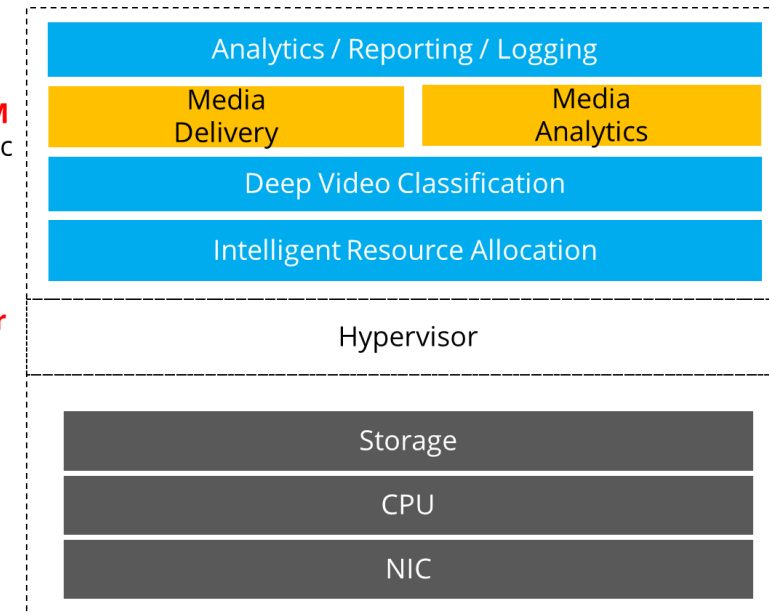 Analytics / Reporting / Logging
Media
Delivery
Media
Analytics
Deep Video Classification
Intelligent Resource Allocation
Hypervisor
Storage
CPU
NIC